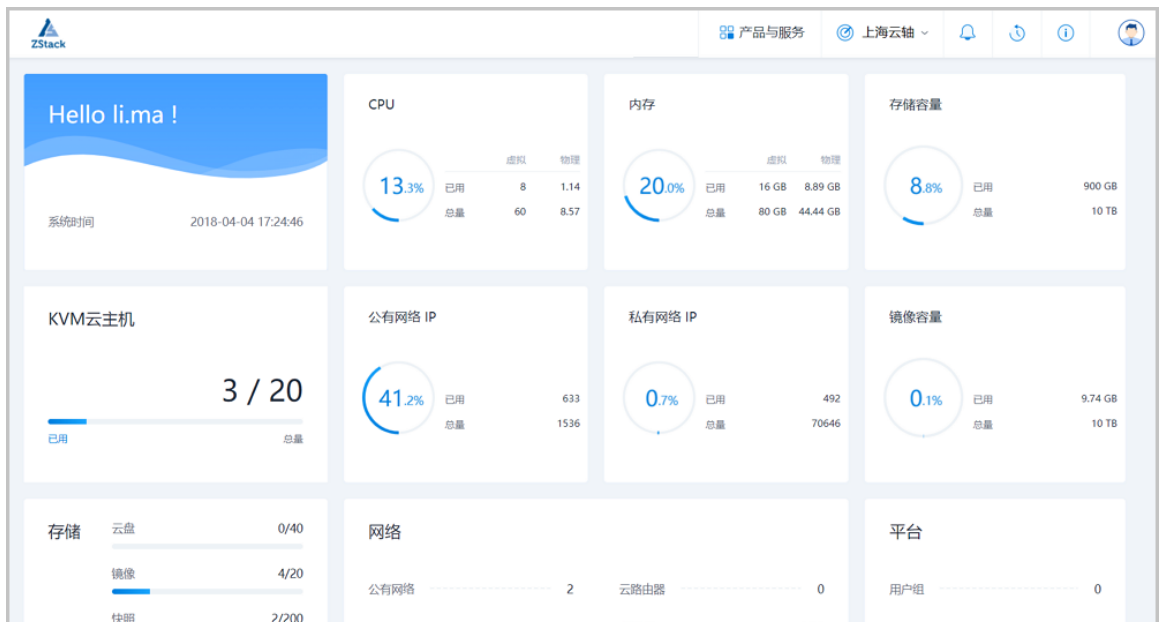 ZStack
产品与服务
上海云轴
Hello li.ma !
系统时间 2018-04-04 17:24:46
CPU
13.3%
虚拟 物理
已用 8 1.14
总量 60 8.57
内存
20.0%
虚拟 物理
已用 16 GB 8.89 GB
总量 80 GB 44.44 GB
存储容量
8.8%
已用 900 GB
总量 10 TB
KVM云主机
3 / 20
已用 总量
公有网络 IP
41.2%
已用 633
总量 1536
私有网络 IP
0.7%
已用 492
总量 70646
镜像容量
0.1%
已用 9.74 GB
总量 10 TB
存储
云盘 0/40
镜像 4/20
快照 2/200
网络
公有网络 2
云路由器 0
平台
用户组 0